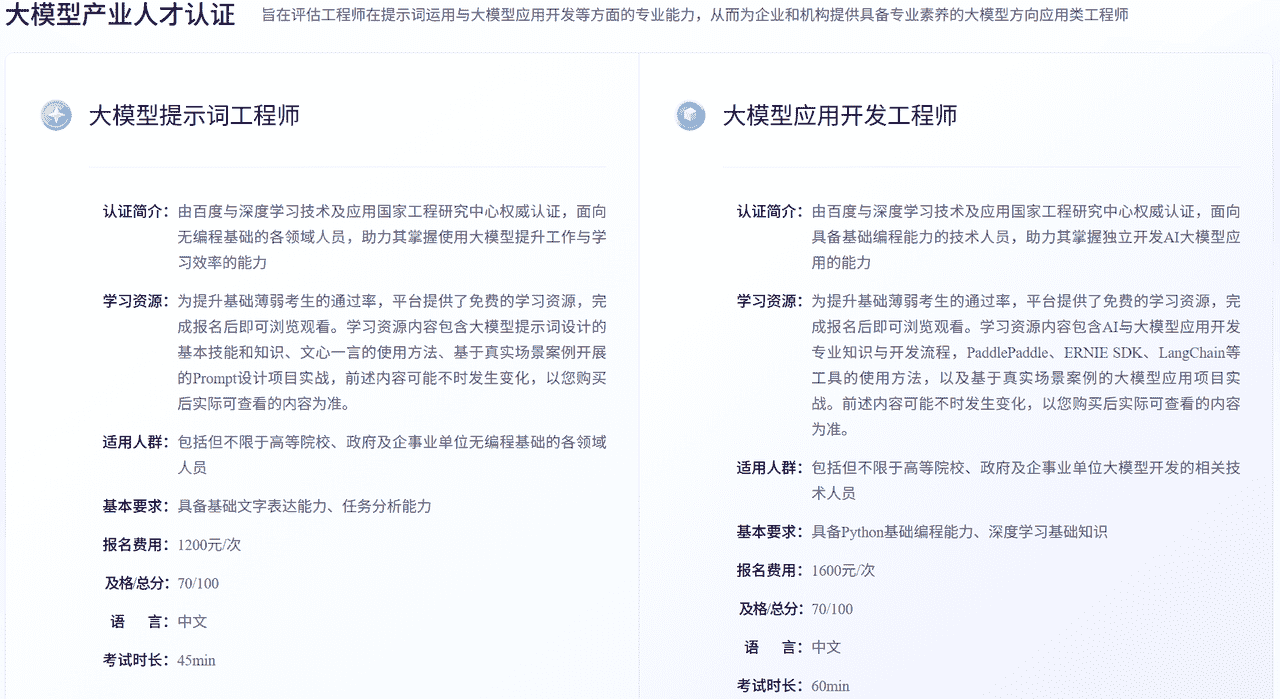 大模型产业人才认证 旨在评估工程师在提示词运用与大模型应用开发等方面的专业能力，从而为企业和机构提供具备专业素养的大模型方向应用类工程师
大模型提示词工程师
认证简介：由百度与深度学习技术及应用国家工程研究中心权威认证，面向
无编程基础的各领域人员，助力其掌握使用大模型提升工作与学
习效率的能力
学习资源：为提升基础薄弱考生的通过率，平台提供了免费的学习资源，完
成报名后即可浏览观看。学习资源内容包含大模型提示词设计的
基本技能和知识、文心一言的使用方法、基于真实场景案例开展
的Prompt设计项目实战，前述内容可能不时发生变化，以您购买
后实际可查看的内容为准。
适用人群：包括但不限于高等院校、政府及企事业单位无编程基础的各领域
人员
基本要求：具备基础文字表达能力、任务分析能力
报名费用：1200元/次
及格/总分：70/100
语 言：中文
考试时长：45min
大模型应用开发工程师
认证简介：由百度与深度学习技术及应用国家工程研究中心权威认证，面向
具备基础编程能力的技术人员，助力其掌握独立开发AI大模型应
用的能力
学习资源：为提升基础薄弱考生的通过率，平台提供了免费的学习资源，完
成报名后即可浏览观看。学习资源内容包含AI与大模型应用开发
专业知识与开发流程，PaddlePaddle、ERNIE SDK、LangChain等
工具的使用方法，以及基于真实场景案例的大模型应用项目实
战。前述内容可能不时发生变化，以您购买后实际可查看的内容
为准。
适用人群：包括但不限于高等院校、政府及企事业单位大模型开发的相关技
术人员
基本要求：具备Python基础编程能力、深度学习基础知识
报名费用：1600元/次
及格/总分：70/100
语 言：中文
考试时长：60min